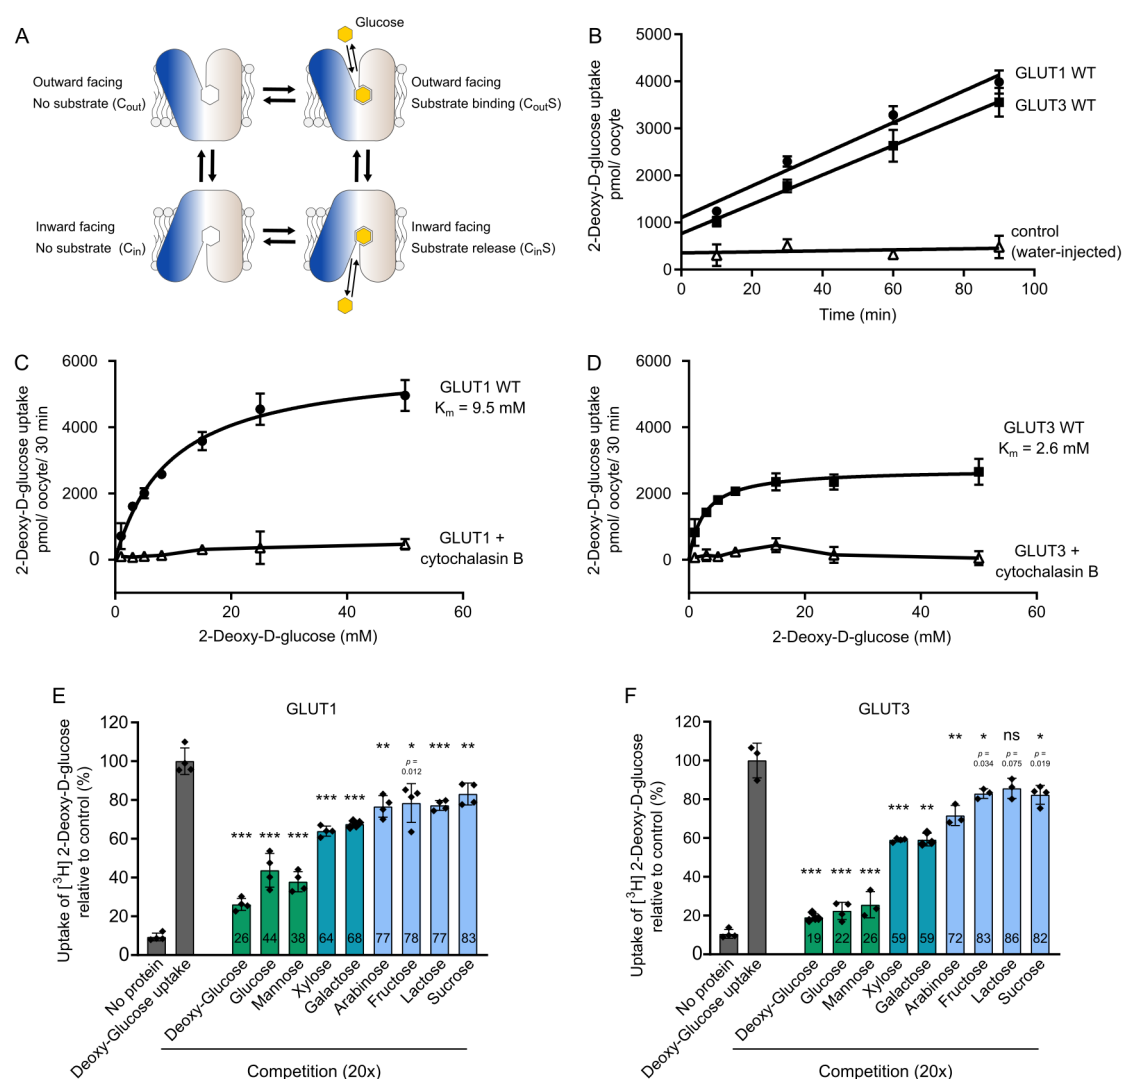 A
Glucose
Outward facing
No substrate (Cout)
Outward facing
Substrate binding (CoutS)
Inward facing
No substrate (Cin)
Inward facing
Substrate release (CinS)
B
2-Deoxy-D-glucose uptake
pmol/ oocyte
5000
4000
3000
2000
1000
0
0 20 40 60 80 100
Time (min)
GLUT1 WT
GLUT3 WT
control
(water-injected)
C
2-Deoxy-D-glucose uptake
pmol/ oocyte/ 30 min
6000
4000
2000
0
0 20 40 60
2-Deoxy-D-glucose (mM)
GLUT1 WT
Km = 9.5 mM
GLUT1 +
cytochalasin B
D
2-Deoxy-D-glucose uptake
pmol/ oocyte/ 30 min
6000
4000
2000
0
0 20 40 60
2-Deoxy-D-glucose (mM)
GLUT3 WT
Km = 2.6 mM
GLUT3 +
cytochalasin B
E
GLUT1
Uptake of [³H] 2-Deoxy-D-glucose
relative to control (%)
120
100
80
60
40
20
0
*** *** *** *** *** ** * *** **
p =
0.012
26 44 38 64 68 77 78 77 83
No protein
Deoxy-Glucose uptake
Deoxy-Glucose
Glucose
Mannose
Xylose
Galactose
Arabinose
Fructose
Lactose
Sucrose
Competition (20x)
F
GLUT3
Uptake of [³H] 2-Deoxy-D-glucose
relative to control (%)
120
100
80
60
40
20
0
*** *** *** *** ** ** * ns *
p =
0.034
p =
0.075
p =
0.019
19 22 26 59 59 72 83 86 82
No protein
Deoxy-Glucose uptake
Deoxy-Glucose
Glucose
Mannose
Xylose
Galactose
Arabinose
Fructose
Lactose
Sucrose
Competition (20x)